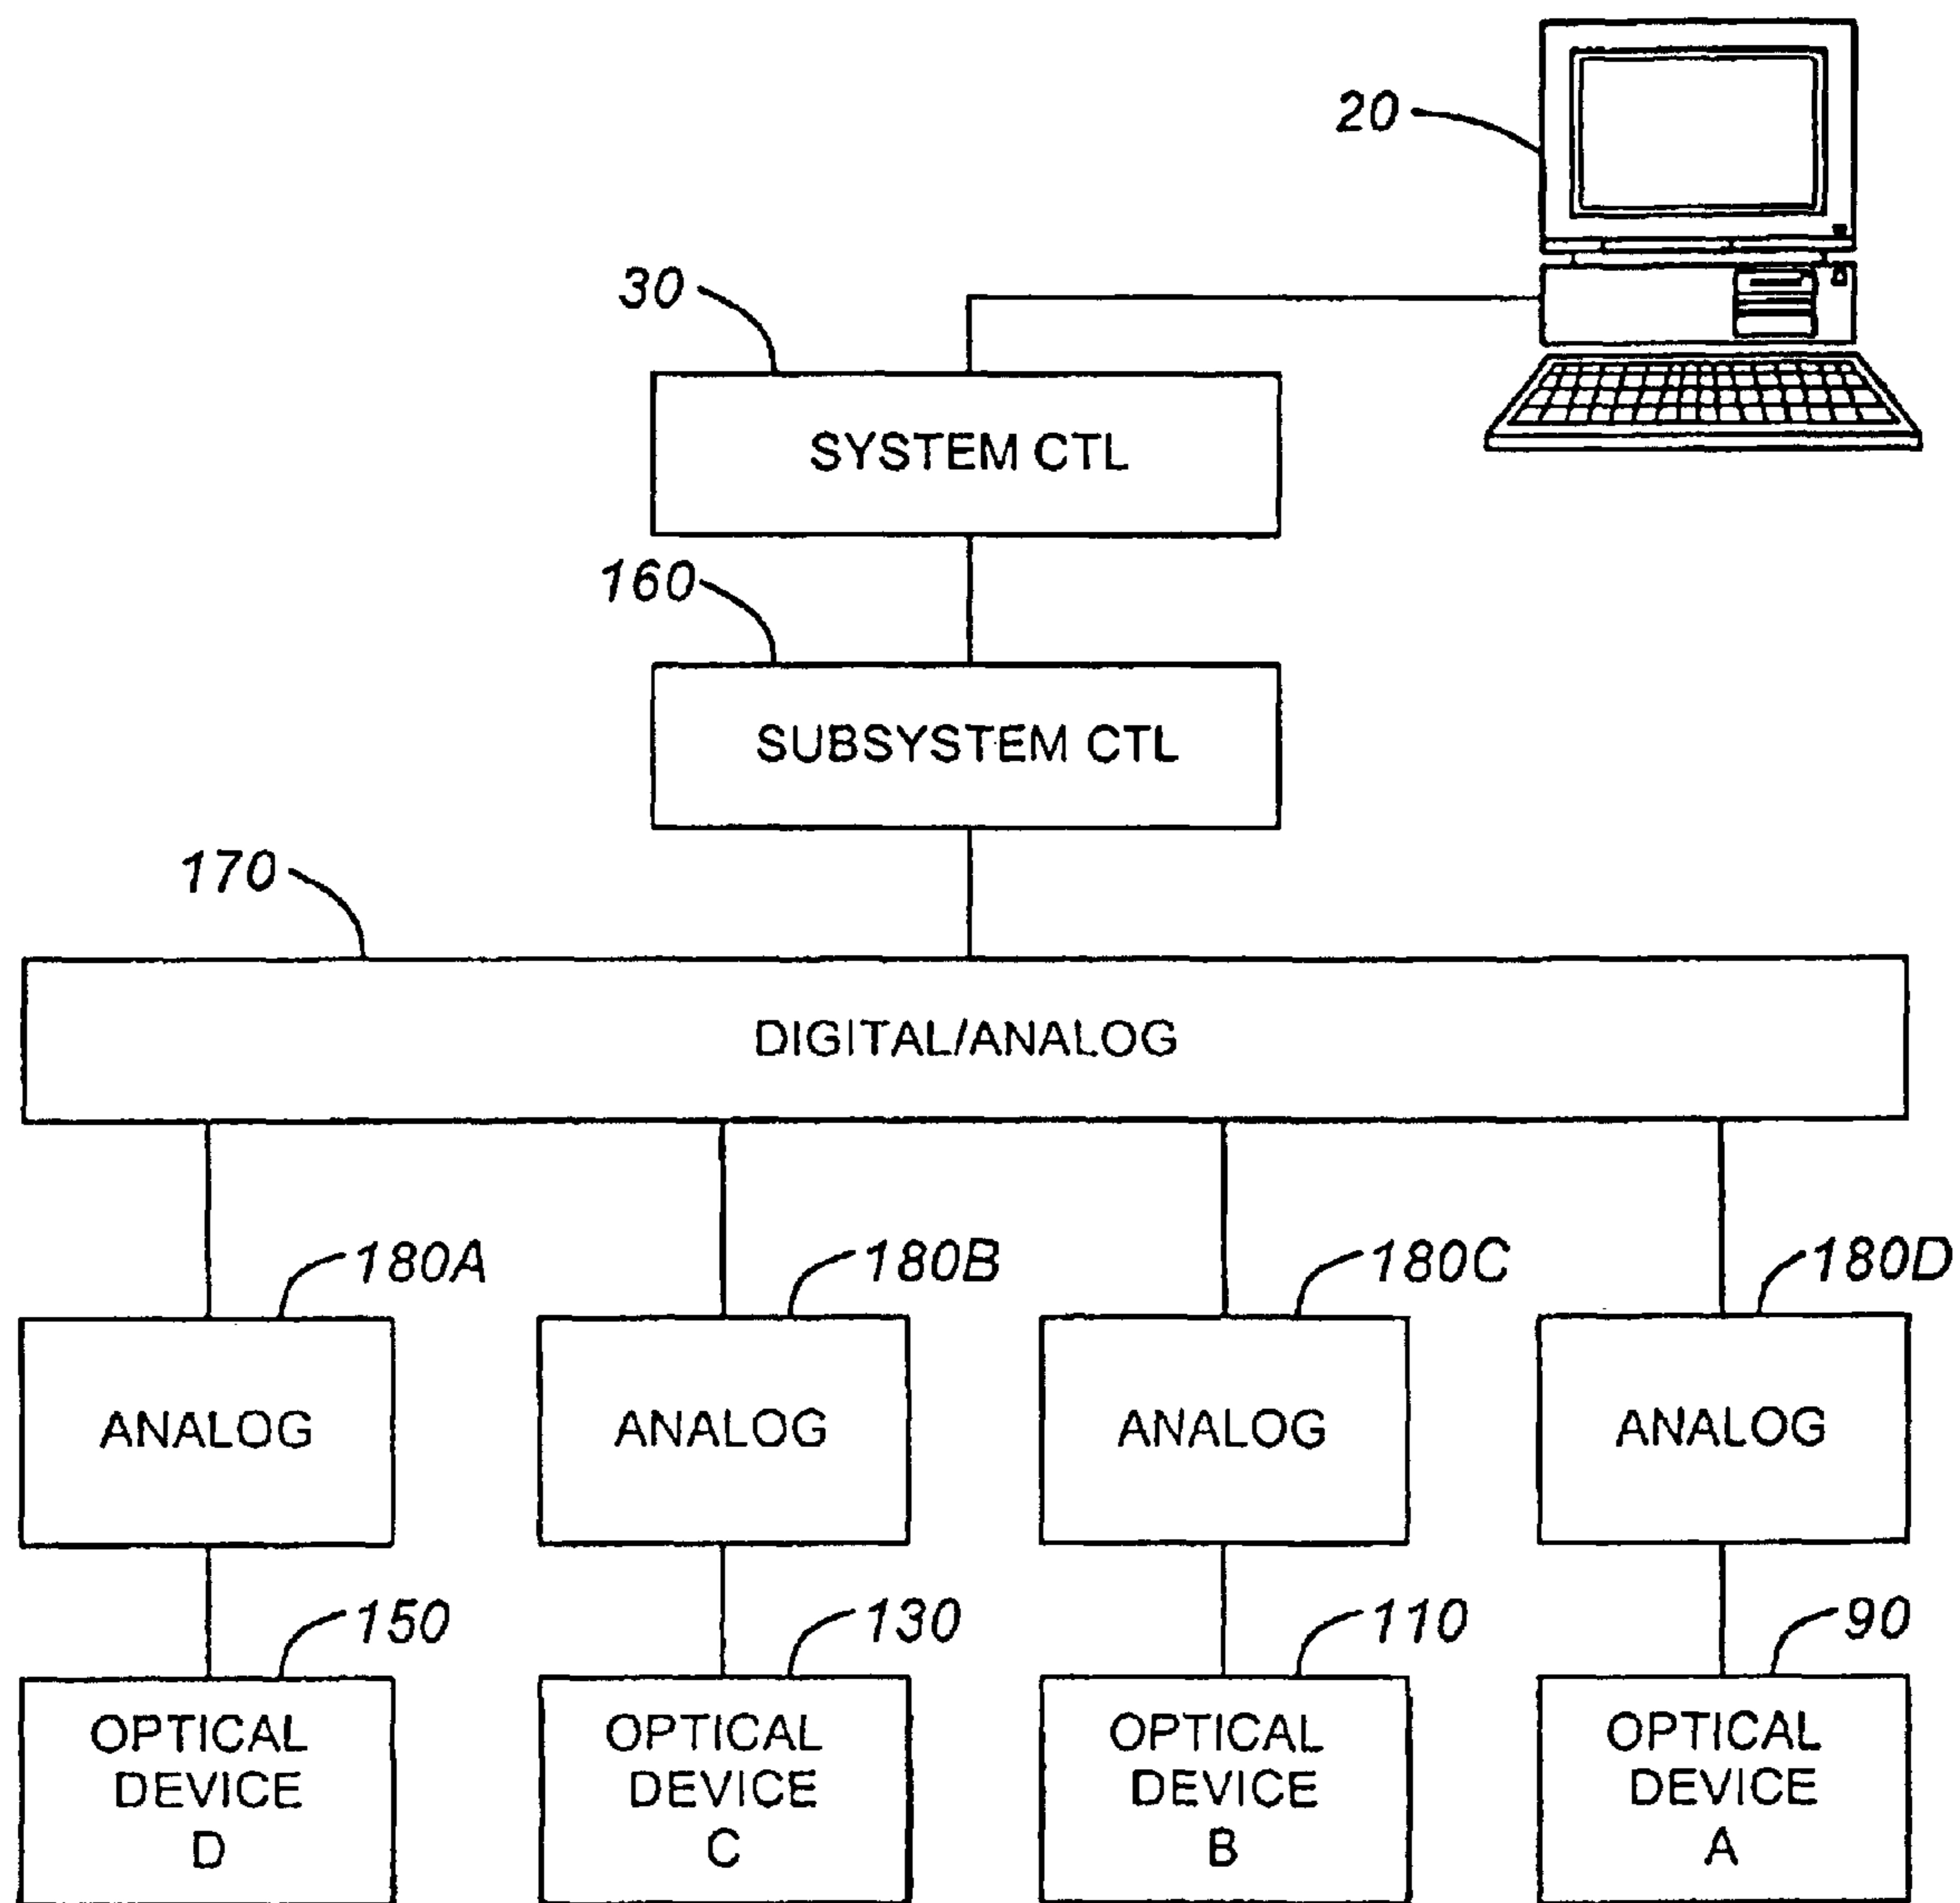 20
30
SYSTEM CTL
160
SUBSYSTEM CTL
170
DIGITAL/ANALOG
180A
180B
180C
180D
ANALOG
ANALOG
ANALOG
ANALOG
150
130
110
90
OPTICAL
DEVICE
D
OPTICAL
DEVICE
C
OPTICAL
DEVICE
B
OPTICAL
DEVICE
A